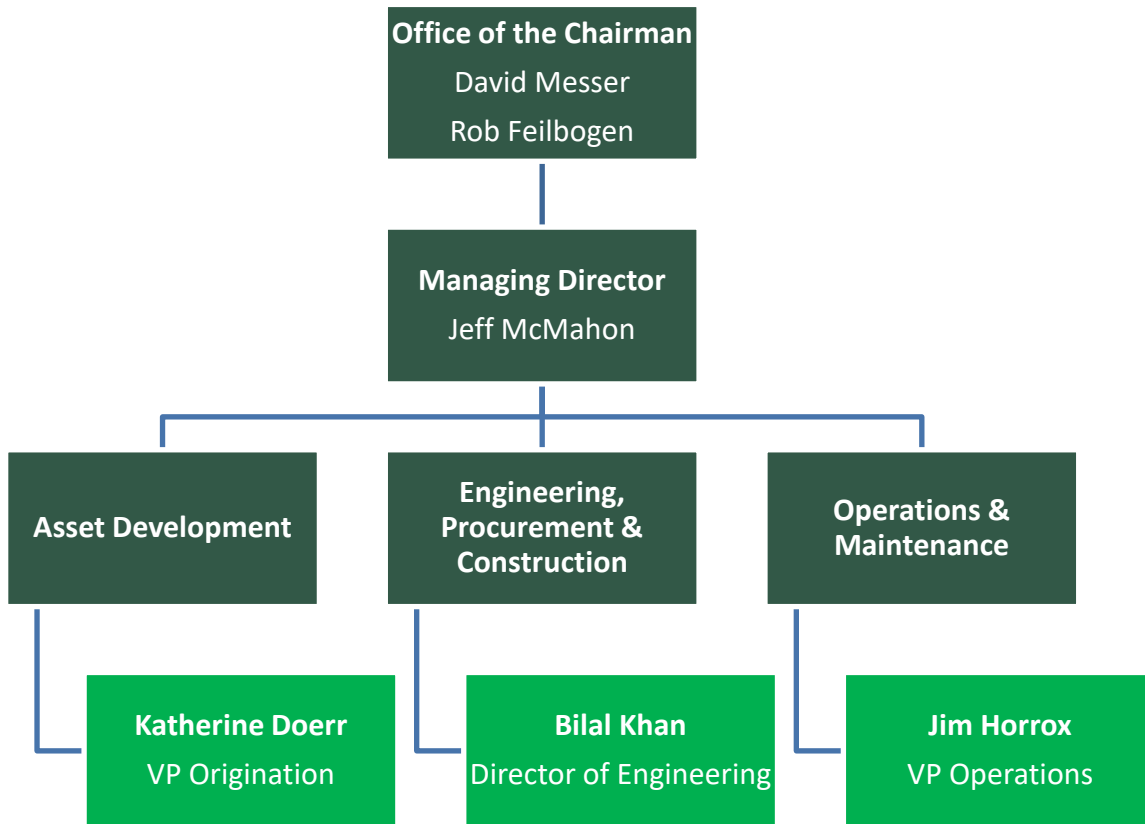 Office of the Chairman
David Messer
Rob Feilbogen
Managing Director
Jeff McMahon
Asset Development
Engineering,
Procurement &
Construction
Operations &
Maintenance
Katherine Doerr
VP Origination
Bilal Khan
Director of Engineering
Jim Horrox
VP Operations